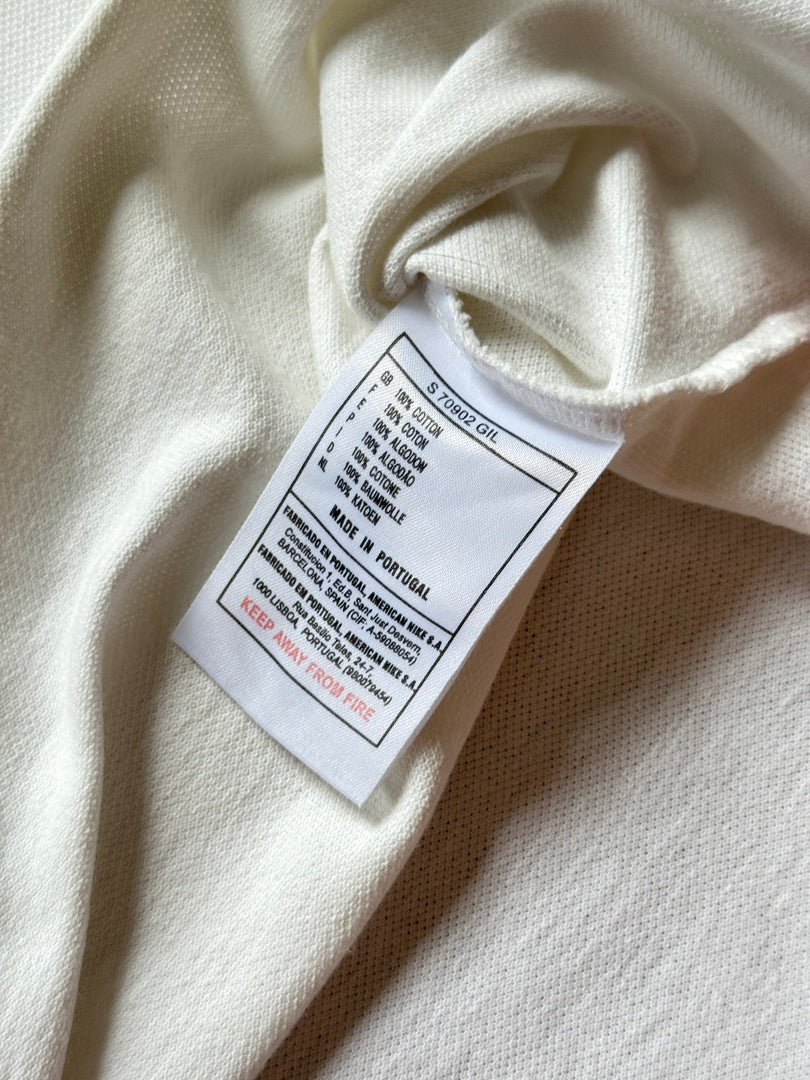 S 70902 GIL
GB 100% COTTON
F 100% COTON
E 100% ALGODON
P 100% ALGODÃO
I 100% COTONE
D 100% BAUMWOLLE
NL 100% KATOEN
MADE IN PORTUGAL
FABRICADO EN PORTUGAL, AMERICAN NIKE S.A.
Constitucion 1, Ed B, Sant Just Desvern,
BARCELONA, SPAIN (CIF; A-59088054)
FABRICADO EM PORTUGAL, AMERICAN NIKE S.A.
Rua Basilio Teles, 24-7,
1000 LISBOA, PORTUGAL (980079454)
KEEP AWAY FROM FIRE